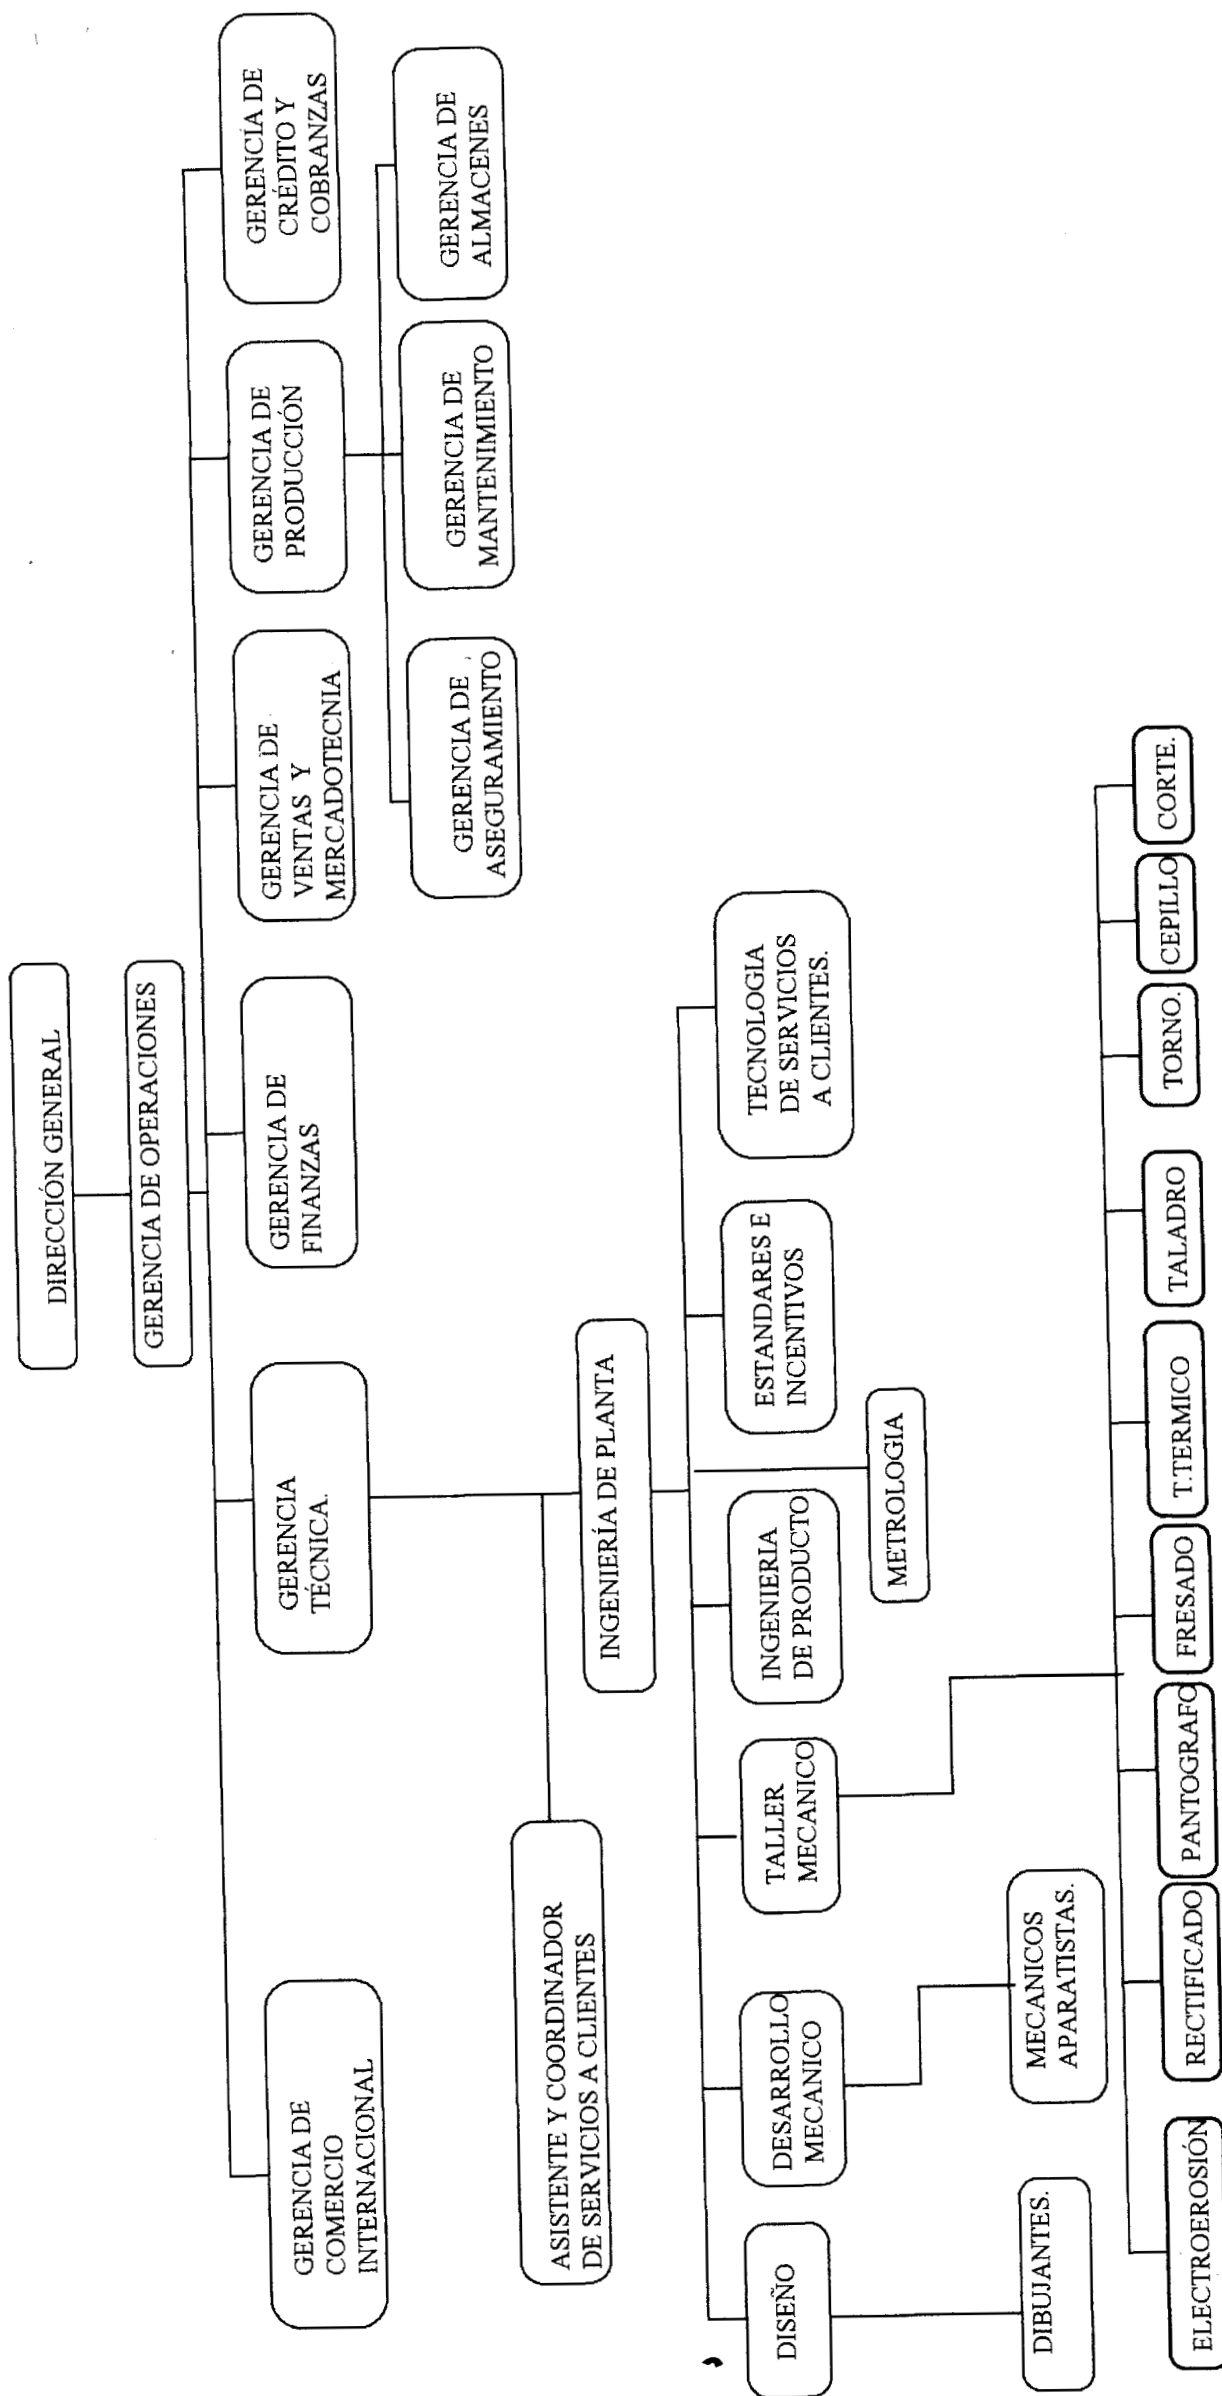 DIRECCIÓN GENERAL
GERENCIA DE OPERACIONES
GERENCIA DE
COMERCIO
INTERNACIONAL
GERENCIA
TÉCNICA.
GERENCIA DE
FINANZAS
GERENCIA DE
VENTAS Y
MERCADOTECNIA
GERENCIA DE
PRODUCCIÓN
GERENCIA DE
CRÉDITO Y
COBRANZAS
GERENCIA DE
ASEGURAMIENTO
GERENCIA DE
MANTENIMIENTO
GERENCIA DE
ALMACENES
ASISTENTE Y COORDINADOR
DE SERVICIOS A CLIENTES
INGENIERÍA DE PLANTA
DISEÑO
DESARROLLO
MECANICO
TALLER
MECANICO
INGENIERIA
DE PRODUCTO
ESTANDARES E
INCENTIVOS
TECNOLOGIA
DE SERVICIOS
A CLIENTES.
METROLOGIA
DIBUJANTES.
MECANICOS
APARATISTAS.
ELECTROEROSIÓN
RECTIFICADO
PANTOGRAFO
FRESADO
T.TERMICO
TALADRO
TORNO.
CEPILLO
CORTE.